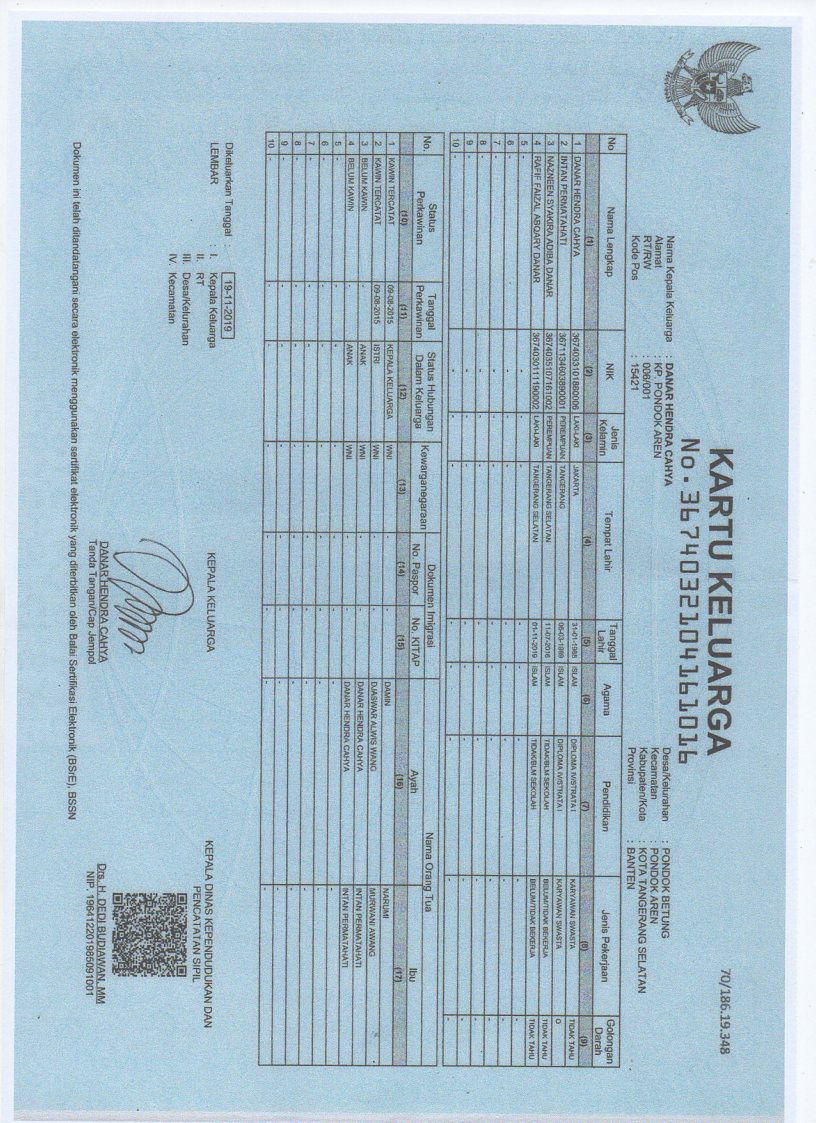 70/186.19.348
KARTU KELUARGA
No. 3674032104161016
Nama Kepala Keluarga : DANAR HENDRA CAHYA
Alamat : KP. PONDOK AREN
RT/RW : 006/001
Kode Pos : 15421
Desa/Kelurahan : PONDOK BETUNG
Kecamatan : PONDOK AREN
Kabupaten/Kota : KOTA TANGERANG SELATAN
Provinsi : BANTEN
No Nama Lengkap NIK Jenis Kelamin Tempat Lahir Tanggal Lahir Agama Pendidikan Jenis Pekerjaan Golongan Darah
(1) (2) (3) (4) (5) (6) (7) (8) (9)
1 DANAR HENDRA CAHYA 3674033101880006 LAKI-LAKI JAKARTA 31-01-1988 ISLAM DIPLOMA IV/STRATA I KARYAWAN SWASTA TIDAK TAHU
2 INTAN PERMATAHATI 3671134603890001 PEREMPUAN TANGERANG 06-03-1989 ISLAM DIPLOMA IV/STRATA I KARYAWAN SWASTA O
3 NAZNEEN SYAKIRA ADIBA DANAR 3674035107161002 PEREMPUAN TANGERANG SELATAN 11-07-2016 ISLAM TIDAK/BLM SEKOLAH BELUM/TIDAK BEKERJA TIDAK TAHU
4 RAFIF FAIZAL ABQARY DANAR 3674030111190002 LAKI-LAKI TANGERANG SELATAN 01-11-2019 ISLAM TIDAK/BLM SEKOLAH BELUM/TIDAK BEKERJA TIDAK TAHU
5 - - - - - - - - -
6 - - - - - - - - -
7 - - - - - - - - -
8 - - - - - - - - -
9 - - - - - - - - -
10 - - - - - - - - -
No. Status Perkawinan Tanggal Perkawinan Status Hubungan Dalam Keluarga Kewarganegaraan Dokumen Imigrasi Nama Orang Tua
No. Paspor No. KITAP Ayah Ibu
(10) (11) (12) (13) (14) (15) (16) (17)
1 KAWIN TERCATAT 09-08-2015 KEPALA KELUARGA WNI - - DAMIN NARUMI
2 KAWIN TERCATAT 09-08-2015 ISTRI WNI - - DJASWAR ALWIS WANG MURWANI AWANG
3 BELUM KAWIN - ANAK WNI - - DANAR HENDRA CAHYA INTAN PERMATAHATI
4 BELUM KAWIN - ANAK WNI - - DANAR HENDRA CAHYA INTAN PERMATAHATI
5 - - - - - - - -
6 - - - - - - - -
7 - - - - - - - -
8 - - - - - - - -
9 - - - - - - - -
10 - - - - - - - -
Dikeluarkan Tanggal : 19-11-2019
LEMBAR : I. Kepala Keluarga
II. RT
III. Desa/Kelurahan
IV. Kecamatan
KEPALA KELUARGA
DANAR HENDRA CAHYA
Tanda Tangan/Cap Jempol
KEPALA DINAS KEPENDUDUKAN DAN
PENCATATAN SIPIL
Drs. H. DEDI BUDIAWAN, MM
NIP. 196412201985091001
Dokumen ini telah ditandatangani secara elektronik menggunakan sertifikat elektronik yang diterbitkan oleh Balai Sertifikasi Elektronik (BSrE), BSSN